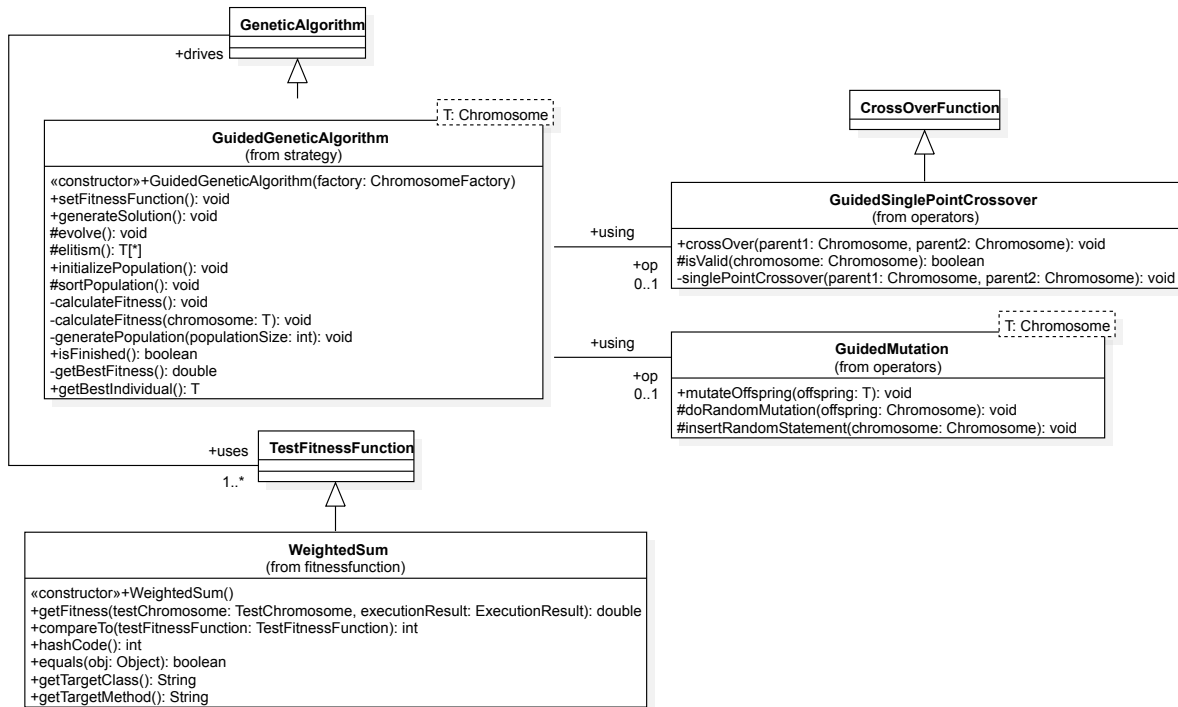 GeneticAlgorithm
+drives
T: Chromosome
GuidedGeneticAlgorithm
(from strategy)
«constructor»+GuidedGeneticAlgorithm(factory: ChromosomeFactory)
+setFitnessFunction(): void
+generateSolution(): void
#evolve(): void
#elitism(): T[*]
+initializePopulation(): void
#sortPopulation(): void
-calculateFitness(): void
-calculateFitness(chromosome: T): void
-generatePopulation(populationSize: int): void
+isFinished(): boolean
-getBestFitness(): double
+getBestIndividual(): T
CrossOverFunction
GuidedSinglePointCrossover
(from operators)
+crossOver(parent1: Chromosome, parent2: Chromosome): void
#isValid(chromosome: Chromosome): boolean
-singlePointCrossover(parent1: Chromosome, parent2: Chromosome): void
+using
+op
0..1
T: Chromosome
GuidedMutation
(from operators)
+mutateOffspring(offspring: T): void
#doRandomMutation(offspring: Chromosome): void
#insertRandomStatement(chromosome: Chromosome): void
+using
+op
0..1
TestFitnessFunction
+uses
1..*
WeightedSum
(from fitnessfunction)
«constructor»+WeightedSum()
+getFitness(testChromosome: TestChromosome, executionResult: ExecutionResult): double
+compareTo(testFitnessFunction: TestFitnessFunction): int
+hashCode(): int
+equals(obj: Object): boolean
+getTargetClass(): String
+getTargetMethod(): String